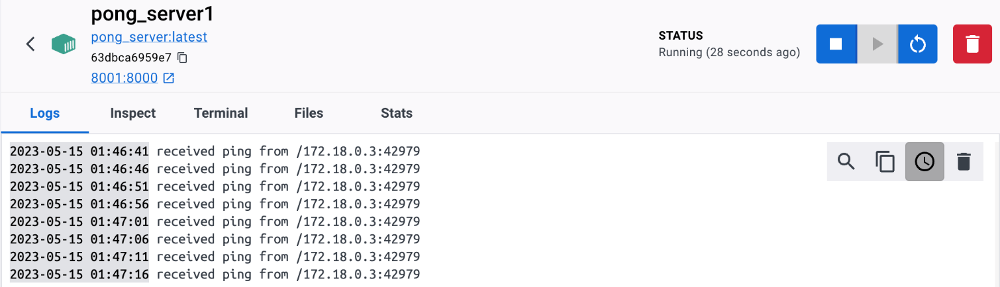 pong_server1
pong_server:latest
63dbca6959e7
8001:8000
STATUS
Running (28 seconds ago)
Logs Inspect Terminal Files Stats
2023-05-15 01:46:41 received ping from /172.18.0.3:42979
2023-05-15 01:46:46 received ping from /172.18.0.3:42979
2023-05-15 01:46:51 received ping from /172.18.0.3:42979
2023-05-15 01:46:56 received ping from /172.18.0.3:42979
2023-05-15 01:47:01 received ping from /172.18.0.3:42979
2023-05-15 01:47:06 received ping from /172.18.0.3:42979
2023-05-15 01:47:11 received ping from /172.18.0.3:42979
2023-05-15 01:47:16 received ping from /172.18.0.3:42979